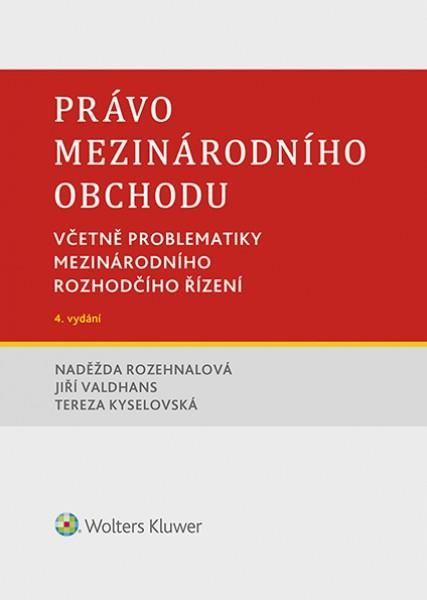 PRÁVO
MEZINÁRODNÍHO
OBCHODU
VČETNĚ PROBLEMATIKY
MEZINÁRODNÍHO
ROZHODČÍHO ŘÍZENÍ
4. vydání
NADĚŽDA ROZEHNALOVÁ
JIŘÍ VALDHANS
TEREZA KYSELOVSKÁ
Wolters Kluwer